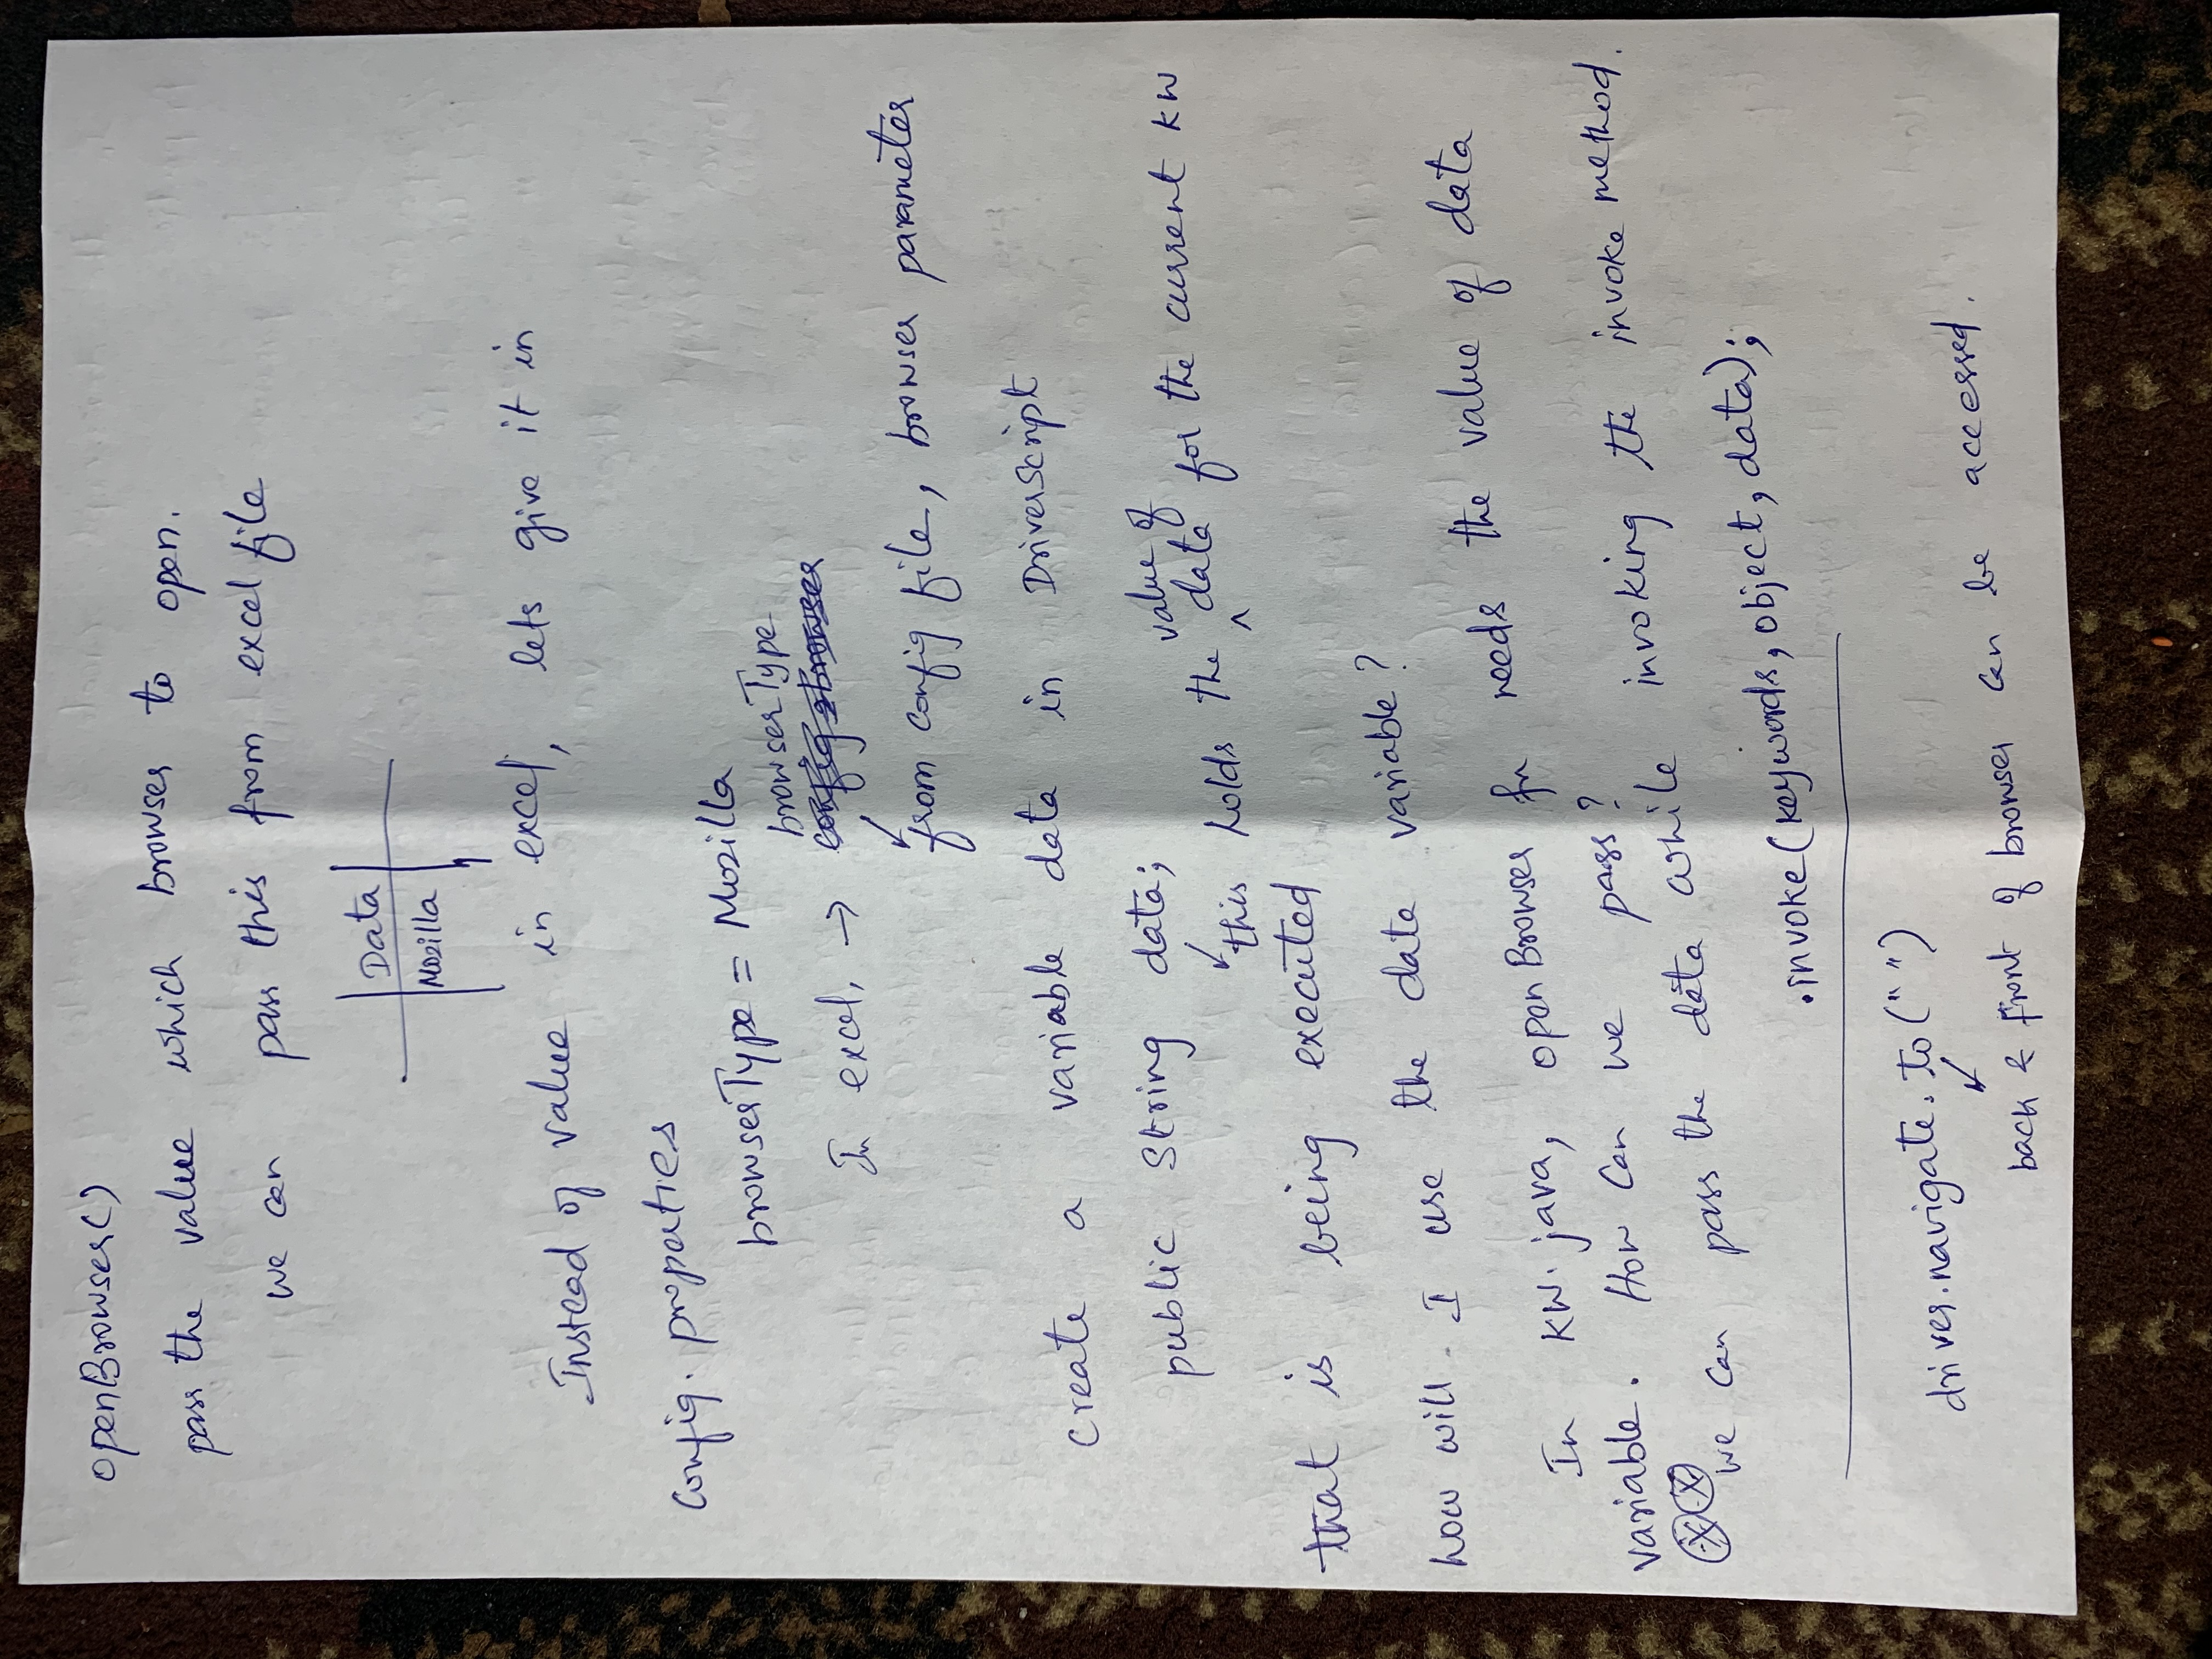 openBrowser()
pass the value which browser to open.
we can pass this from excel file
Data
Mozilla
Instead of value in excel, lets give it in
Config. properties
browserType = Mozilla
browserType
In excel, → config browser
from config file, browser parameter
create a variable data in DriverScript
public String data;
value of
this holds the ^ data for the current KW
that is being executed
how will I use the data variable?
In KW.java, openBrowser fn needs the value of data
variable. How can we pass?
we can pass the data while invoking the invoke method.
.invoke(keywords, object, data);
driver.navigate.to(" ")
back & front of browser can be accessed.